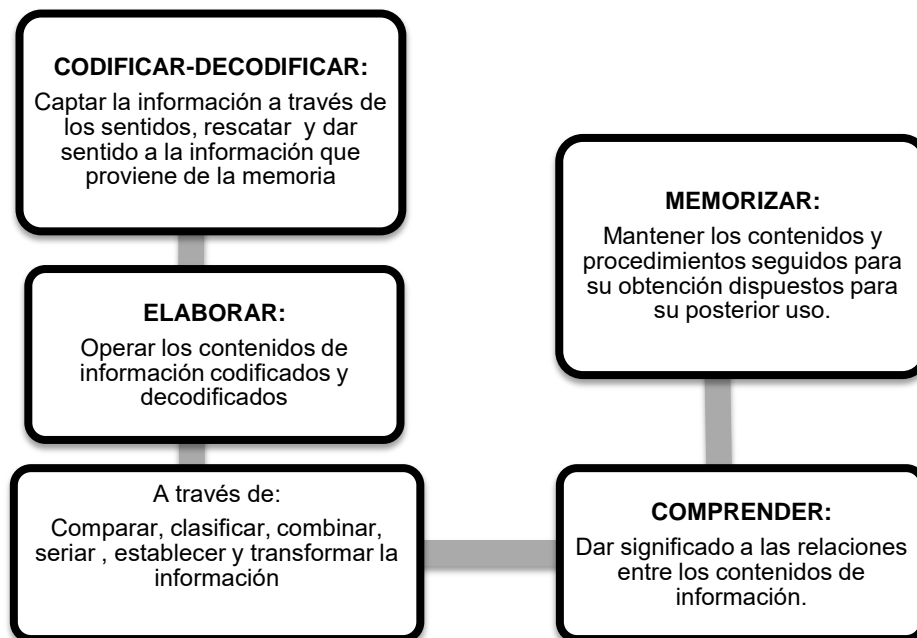 CODIFICAR-DECODIFICAR:
Captar la información a través de
los sentidos, rescatar y dar
sentido a la información que
proviene de la memoria
ELABORAR:
Operar los contenidos de
información codificados y
decodificados
A través de:
Comparar, clasificar, combinar,
seriar , establecer y transformar la
información
COMPRENDER:
Dar significado a las relaciones
entre los contenidos de
información.
MEMORIZAR:
Mantener los contenidos y
procedimientos seguidos para
su obtención dispuestos para
su posterior uso.